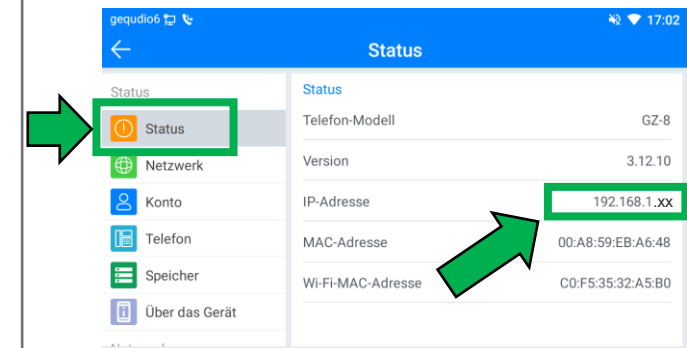 gequdio6 17:02
Status
Status
Status
Netzwerk
Konto
Telefon
Speicher
Über das Gerät
Status
Telefon-Modell GZ-8
Version 3.12.10
IP-Adresse 192.168.1.xx
MAC-Adresse 00:A8:59:EB:A6:48
Wi-Fi-MAC-Adresse C0:F5:35:32:A5:B0